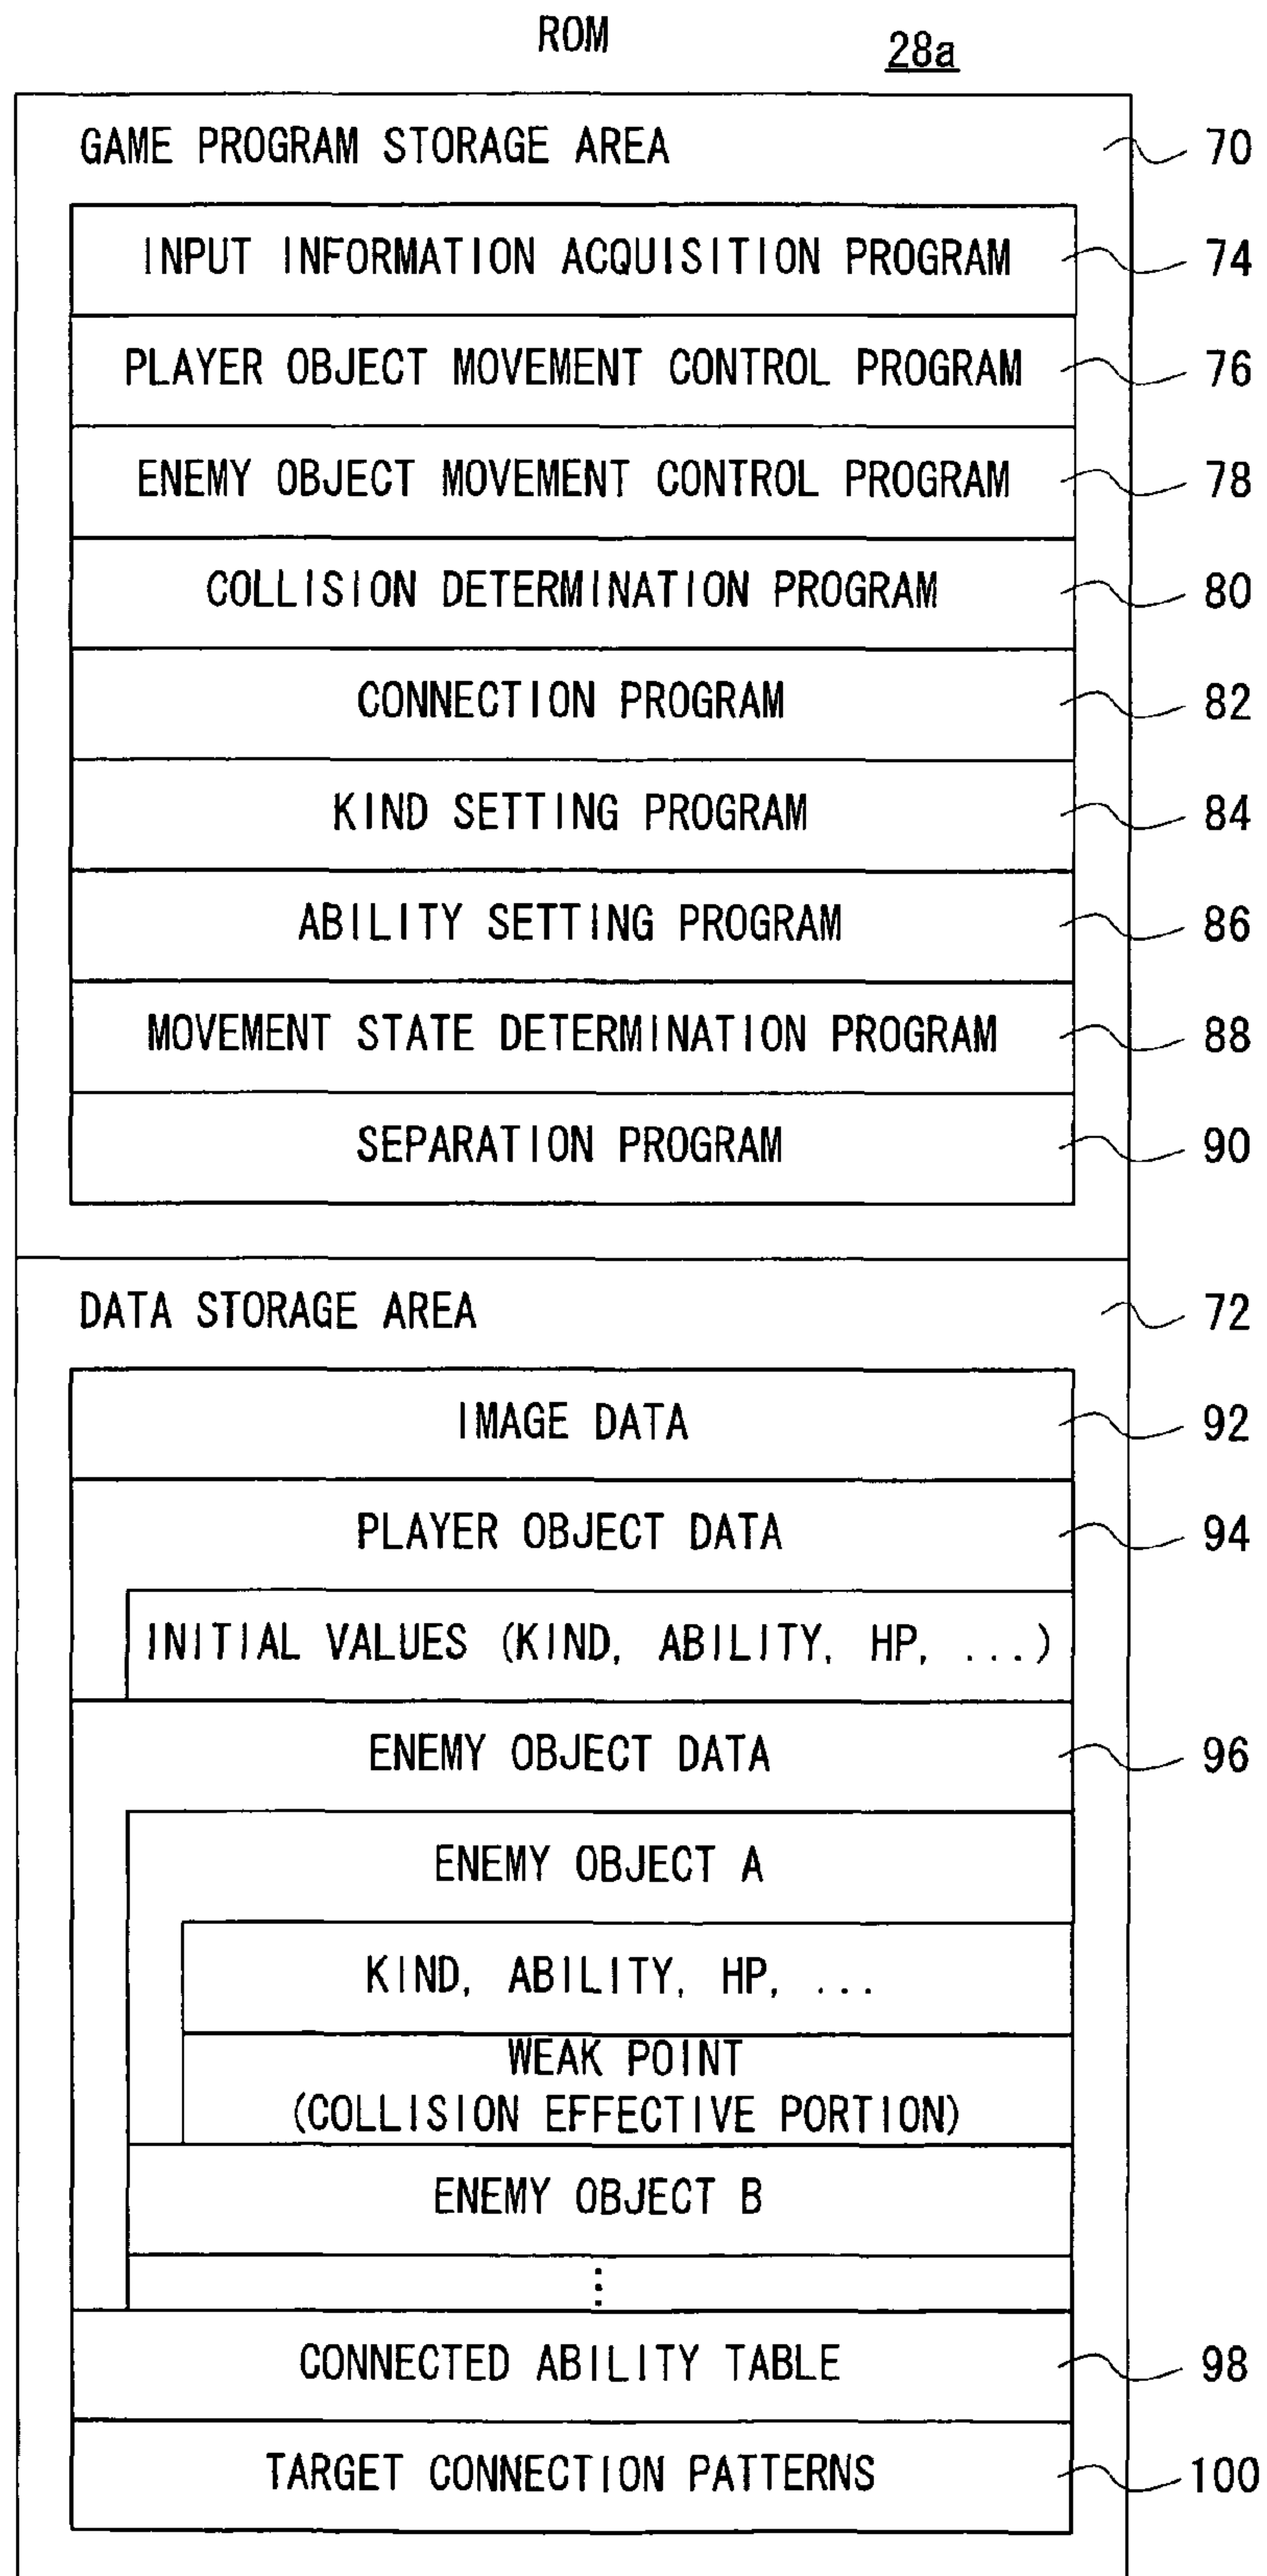 ROM
28a
GAME PROGRAM STORAGE AREA
70
INPUT INFORMATION ACQUISITION PROGRAM
74
PLAYER OBJECT MOVEMENT CONTROL PROGRAM
76
ENEMY OBJECT MOVEMENT CONTROL PROGRAM
78
COLLISION DETERMINATION PROGRAM
80
CONNECTION PROGRAM
82
KIND SETTING PROGRAM
84
ABILITY SETTING PROGRAM
86
MOVEMENT STATE DETERMINATION PROGRAM
88
SEPARATION PROGRAM
90
DATA STORAGE AREA
72
IMAGE DATA
92
PLAYER OBJECT DATA
94
INITIAL VALUES (KIND, ABILITY, HP, ...)
ENEMY OBJECT DATA
96
ENEMY OBJECT A
KIND, ABILITY, HP, ...
WEAK POINT
(COLLISION EFFECTIVE PORTION)
ENEMY OBJECT B
⋮
CONNECTED ABILITY TABLE
98
TARGET CONNECTION PATTERNS
100